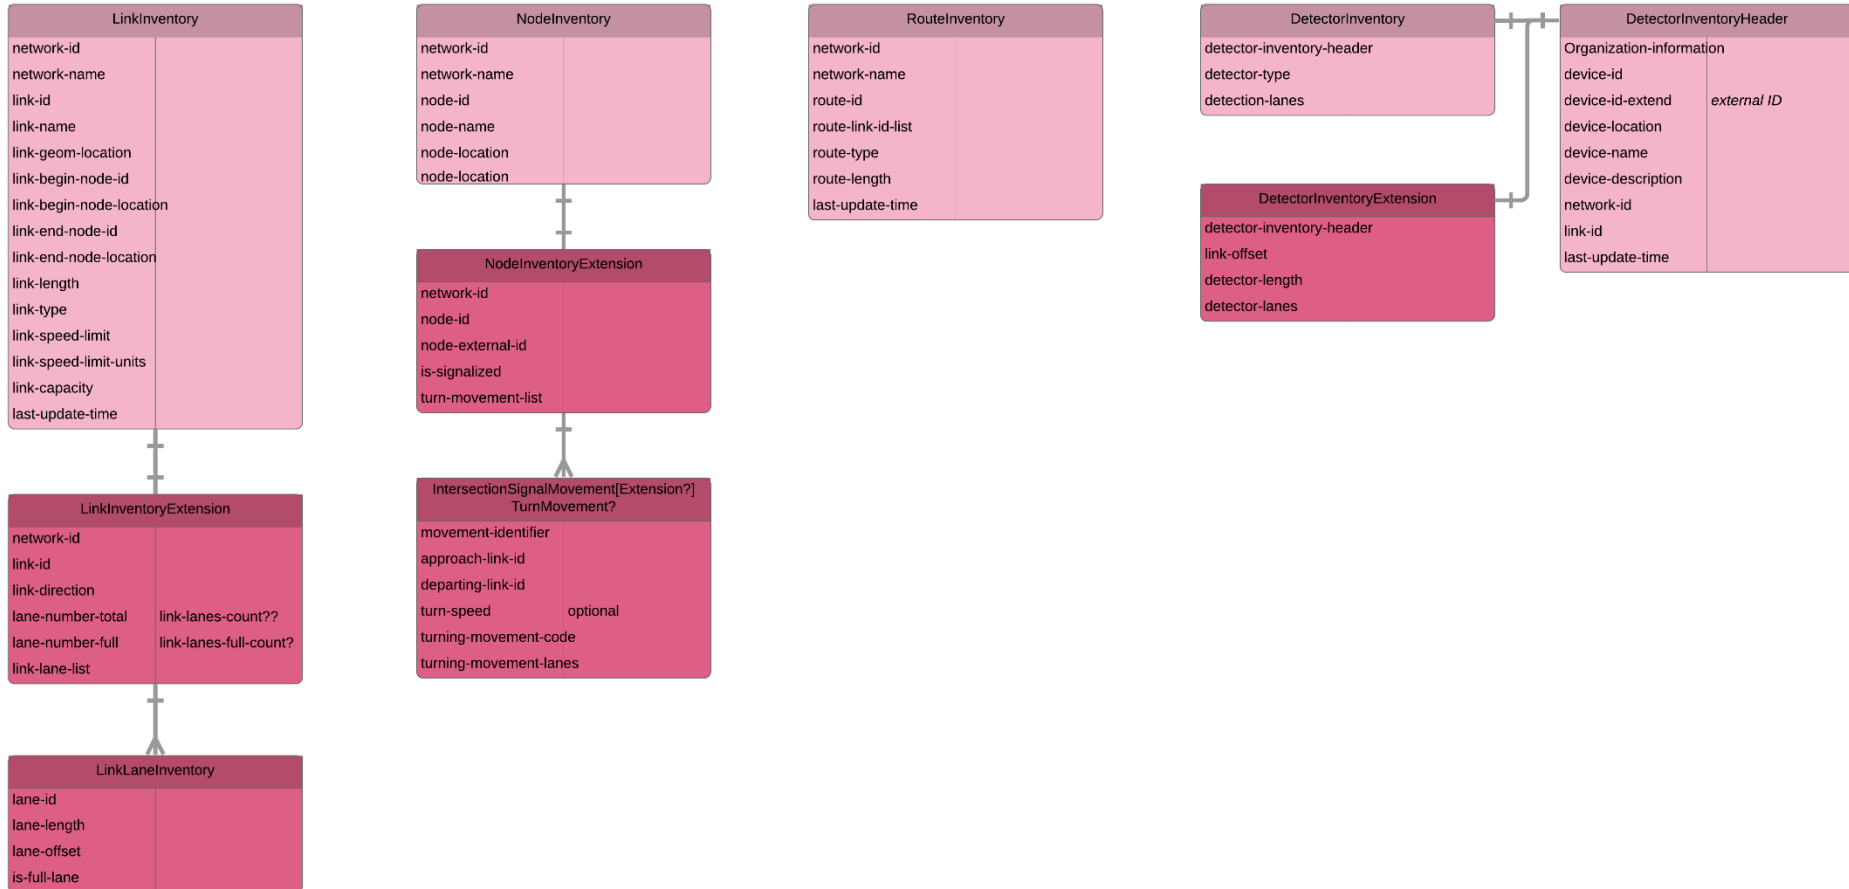 LinkInventory
network-id
network-name
link-id
link-name
link-geom-location
link-begin-node-id
link-begin-node-location
link-end-node-id
link-end-node-location
link-length
link-type
link-speed-limit
link-speed-limit-units
link-capacity
last-update-time
LinkInventoryExtension
network-id
link-id
link-direction
lane-number-total link-lanes-count??
lane-number-full link-lanes-full-count?
link-lane-list
LinkLaneInventory
lane-id
lane-length
lane-offset
is-full-lane
NodeInventory
network-id
network-name
node-id
node-name
node-location
node-location
NodeInventoryExtension
network-id
node-id
node-external-id
is-signalized
turn-movement-list
IntersectionSignalMovement[Extension?]
TurnMovement?
movement-identifier
approach-link-id
departing-link-id
turn-speed optional
turning-movement-code
turning-movement-lanes
RouteInventory
network-id
network-name
route-id
route-link-id-list
route-type
route-length
last-update-time
DetectorInventory
detector-inventory-header
detector-type
detection-lanes
DetectorInventoryExtension
detector-inventory-header
link-offset
detector-length
detector-lanes
DetectorInventoryHeader
Organization-information
device-id
device-id-extend external ID
device-location
device-name
device-description
network-id
link-id
last-update-time